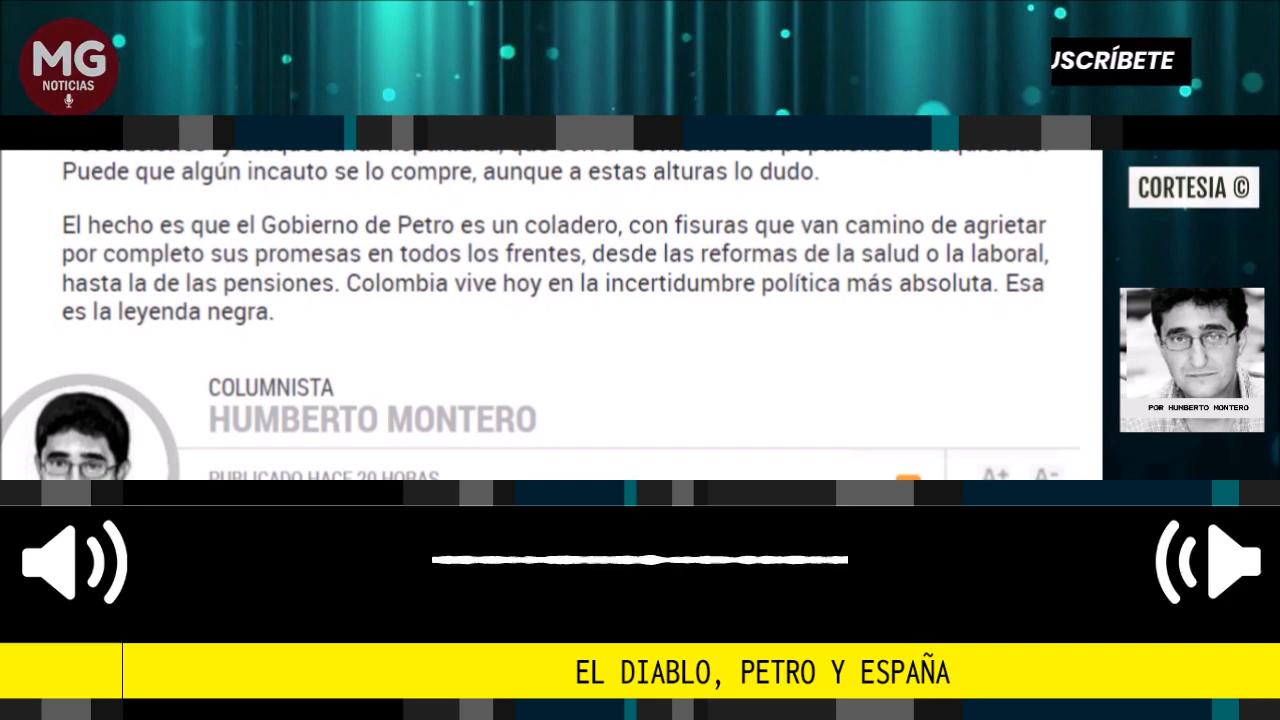 MG
NOTICIAS
USCRÍBETE
Puede que algún incauto se lo compre, aunque a estas alturas lo dudo.
El hecho es que el Gobierno de Petro es un coladero, con fisuras que van camino de agrietar
por completo sus promesas en todos los frentes, desde las reformas de la salud o la laboral,
hasta la de las pensiones. Colombia vive hoy en la incertidumbre política más absoluta. Esa
es la leyenda negra.
COLUMNISTA
HUMBERTO MONTERO
PUBLICADO HACE 20 HORAS
A+ A-
CORTESIA ©
POR HUMBERTO MONTERO
EL DIABLO, PETRO Y ESPAÑA